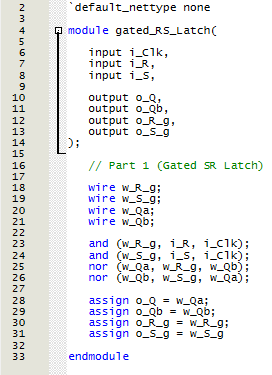 2 `default_nettype none
3
4 module gated_RS_Latch(
5
6 input i_Clk,
7 input i_R,
8 input i_S,
9
10 output o_Q,
11 output o_Qb,
12 output o_R_g,
13 output o_S_g
14 );
15
16 // Part 1 (Gated SR Latch)
17
18 wire w_R_g;
19 wire w_S_g;
20 wire w_Qa;
21 wire w_Qb;
22
23 and (w_R_g, i_R, i_Clk);
24 and (w_S_g, i_S, i_Clk);
25 nor (w_Qa, w_R_g, w_Qb);
26 nor (w_Qb, w_S_g, w_Qa);
27
28 assign o_Q = w_Qa;
29 assign o_Qb = w_Qb;
30 assign o_R_g = w_R_g;
31 assign o_S_g = w_S_g
32
33 endmodule